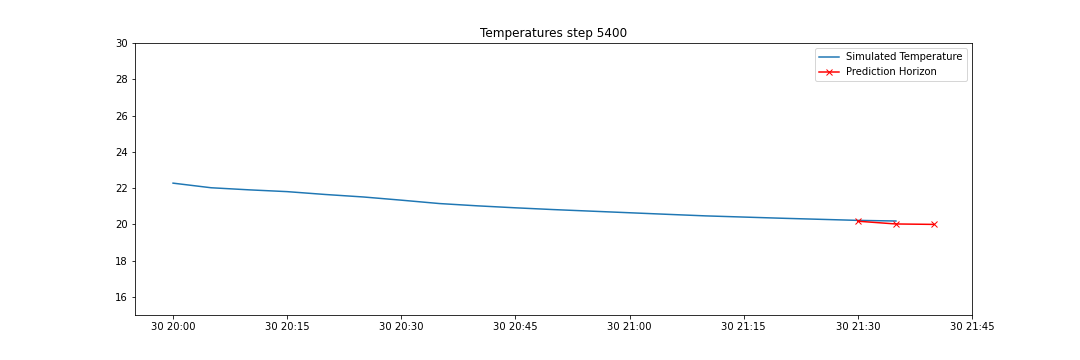 Temperatures step 5400
Simulated Temperature
Prediction Horizon
30
28
26
24
22
20
18
16
30 20:00 30 20:15 30 20:30 30 20:45 30 21:00 30 21:15 30 21:30 30 21:45